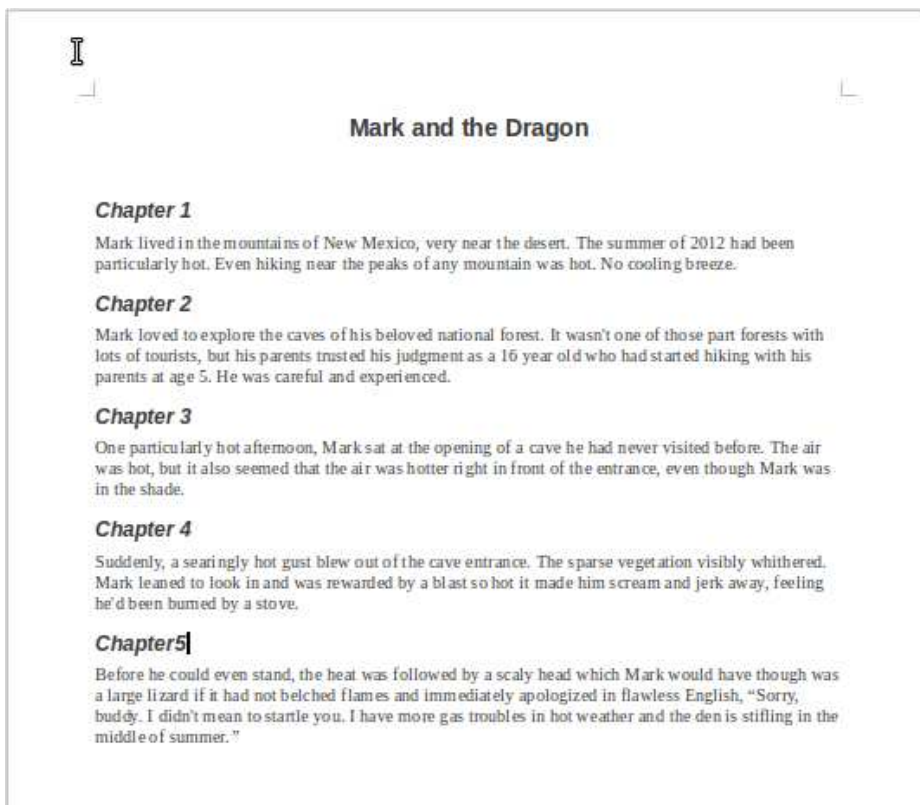 Mark and the Dragon
Chapter 1
Mark lived in the mountains of New Mexico, very near the desert. The summer of 2012 had been
particularly hot. Even hiking near the peaks of any mountain was hot. No cooling breeze.
Chapter 2
Mark loved to explore the caves of his beloved national forest. It wasn't one of those part forests with
lots of tourists, but his parents trusted his judgment as a 16 year old who had started hiking with his
parents at age 5. He was careful and experienced.
Chapter 3
One particularly hot afternoon, Mark sat at the opening of a cave he had never visited before. The air
was hot, but it also seemed that the air was hotter right in front of the entrance, even though Mark was
in the shade.
Chapter 4
Suddenly, a searingly hot gust blew out of the cave entrance. The sparse vegetation visibly whithered.
Mark leaned to look in and was rewarded by a blast so hot it made him scream and jerk away, feeling
he'd been burned by a stove.
Chapter5
Before he could even stand, the heat was followed by a scaly head which Mark would have though was
a large lizard if it had not belched flames and immediately apologized in flawless English, “Sorry,
buddy. I didn't mean to startle you. I have more gas troubles in hot weather and the den is stifling in the
middle of summer.”